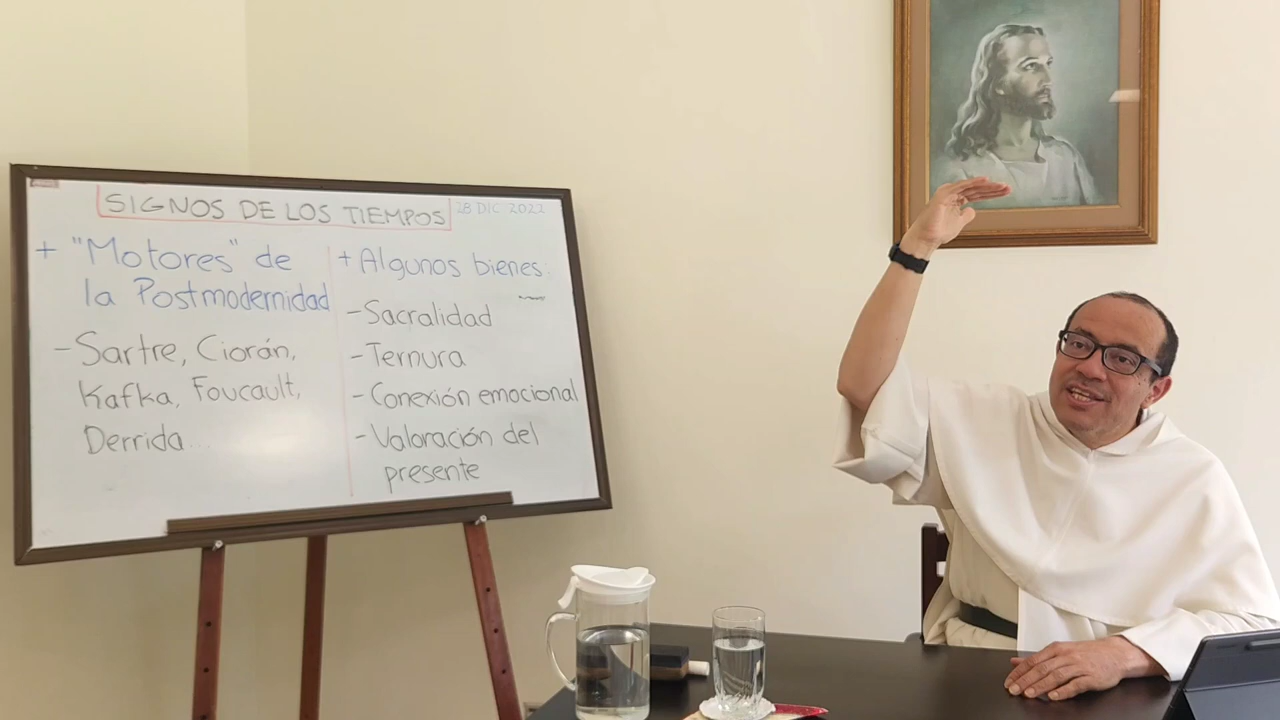 SIGNOS DE LOS TIEMPOS 28 DIC 2022
+ "Motores" de
la Postmodernidad
- Sartre, Ciorán,
Kafka, Foucault,
Derrida...
+ Algunos bienes
- Sacralidad
- Ternura
- Conexión emocional
- Valoración del
presente